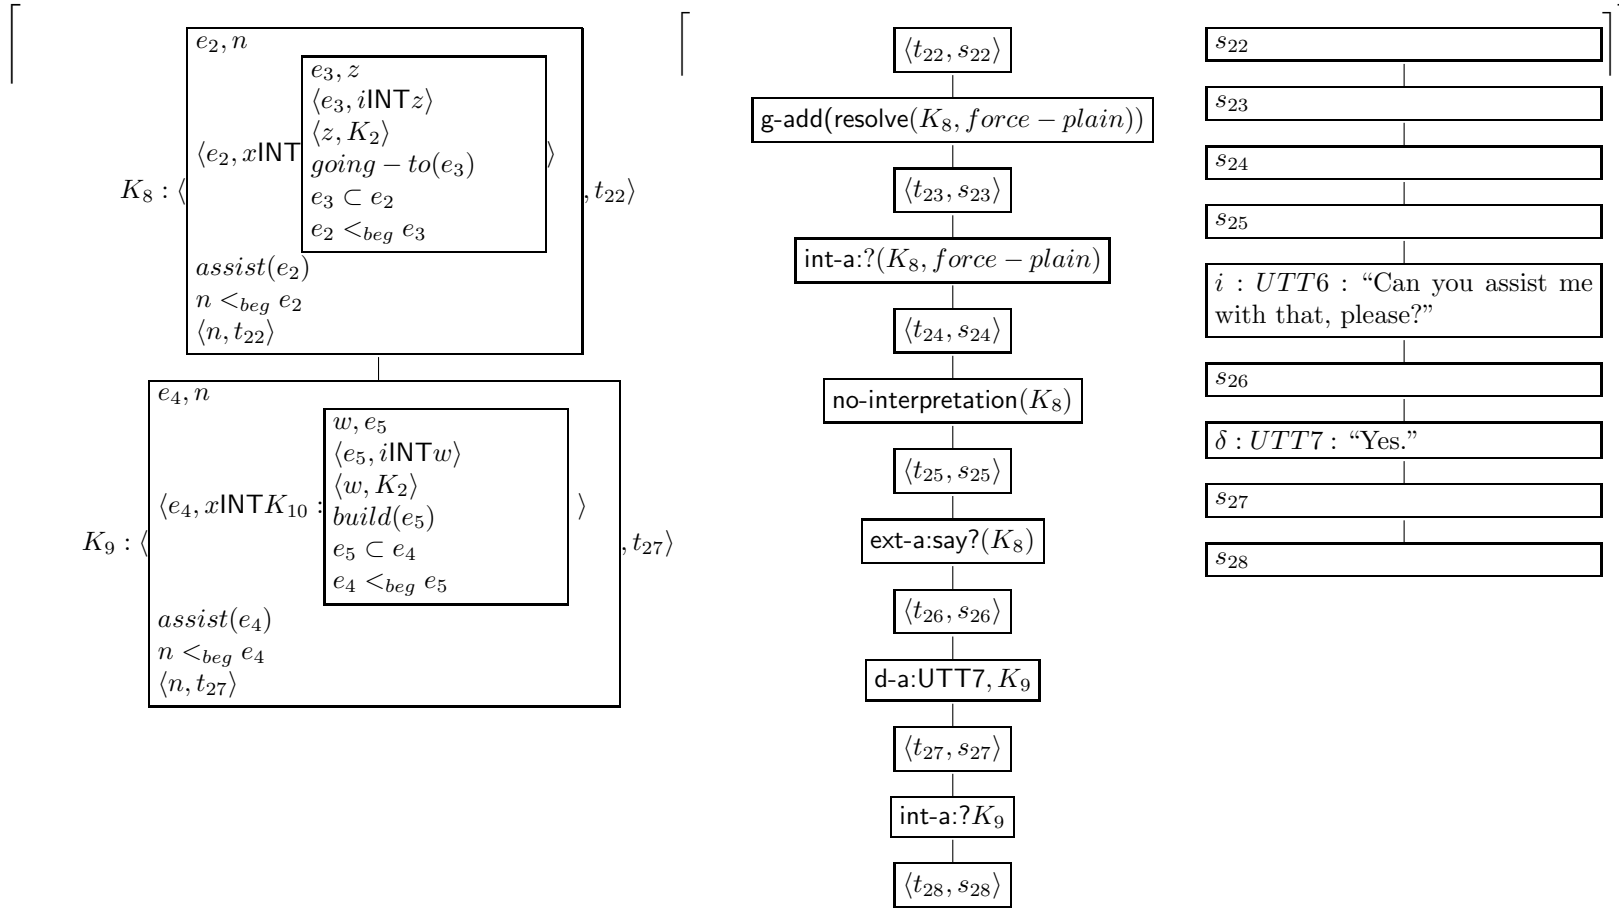 e₂, n
e₃, z
⟨e₃, iINTz⟩
⟨z, K₂⟩
⟨e₂, xINT ⟩
going − to(e₃)
K₈ : ⟨ , t₂₂⟩
e₃ ⊂ e₂
e₂ <beg e₃
assist(e₂)
n <beg e₂
⟨n, t₂₂⟩
e₄, n
w, e₅
⟨e₅, iINTw⟩
⟨w, K₂⟩
⟨e₄, xINTK₁₀ : ⟩
build(e₅)
K₉ : ⟨ , t₂₇⟩
e₅ ⊂ e₄
e₄ <beg e₅
assist(e₄)
n <beg e₄
⟨n, t₂₇⟩
⟨t₂₂, s₂₂⟩
g-add(resolve(K₈, force − plain))
⟨t₂₃, s₂₃⟩
int-a:?(K₈, force − plain)
⟨t₂₄, s₂₄⟩
no-interpretation(K₈)
⟨t₂₅, s₂₅⟩
ext-a:say?(K₈)
⟨t₂₆, s₂₆⟩
d-a:UTT7, K₉
⟨t₂₇, s₂₇⟩
int-a:?K₉
⟨t₂₈, s₂₈⟩
s₂₂
s₂₃
s₂₄
s₂₅
i : UTT6 : “Can you assist me
with that, please?”
s₂₆
δ : UTT7 : “Yes.”
s₂₇
s₂₈